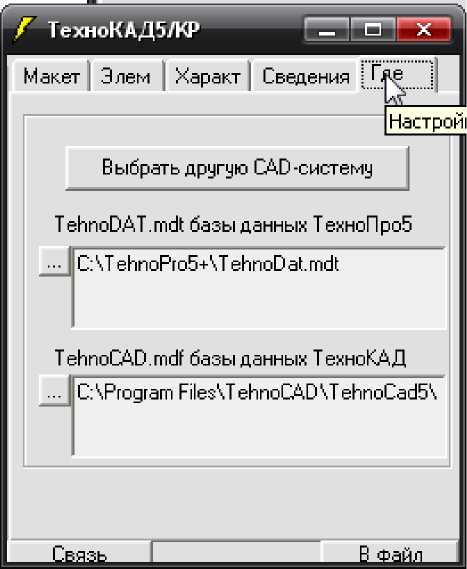 ТехноКАД5/КР
Макет Элем Характ Сведения Где
Настрой
Выбрать другую CAD-систему
TehnoDAT.mdt базы данных ТехноПро5
... C:\TehnoPro5+\TehnoDat.mdt
TehnoCAD.mdf базы данных ТехноКАД
... C:\Program Files\TehnoCAD\TehnoCad5\
Связь В файл